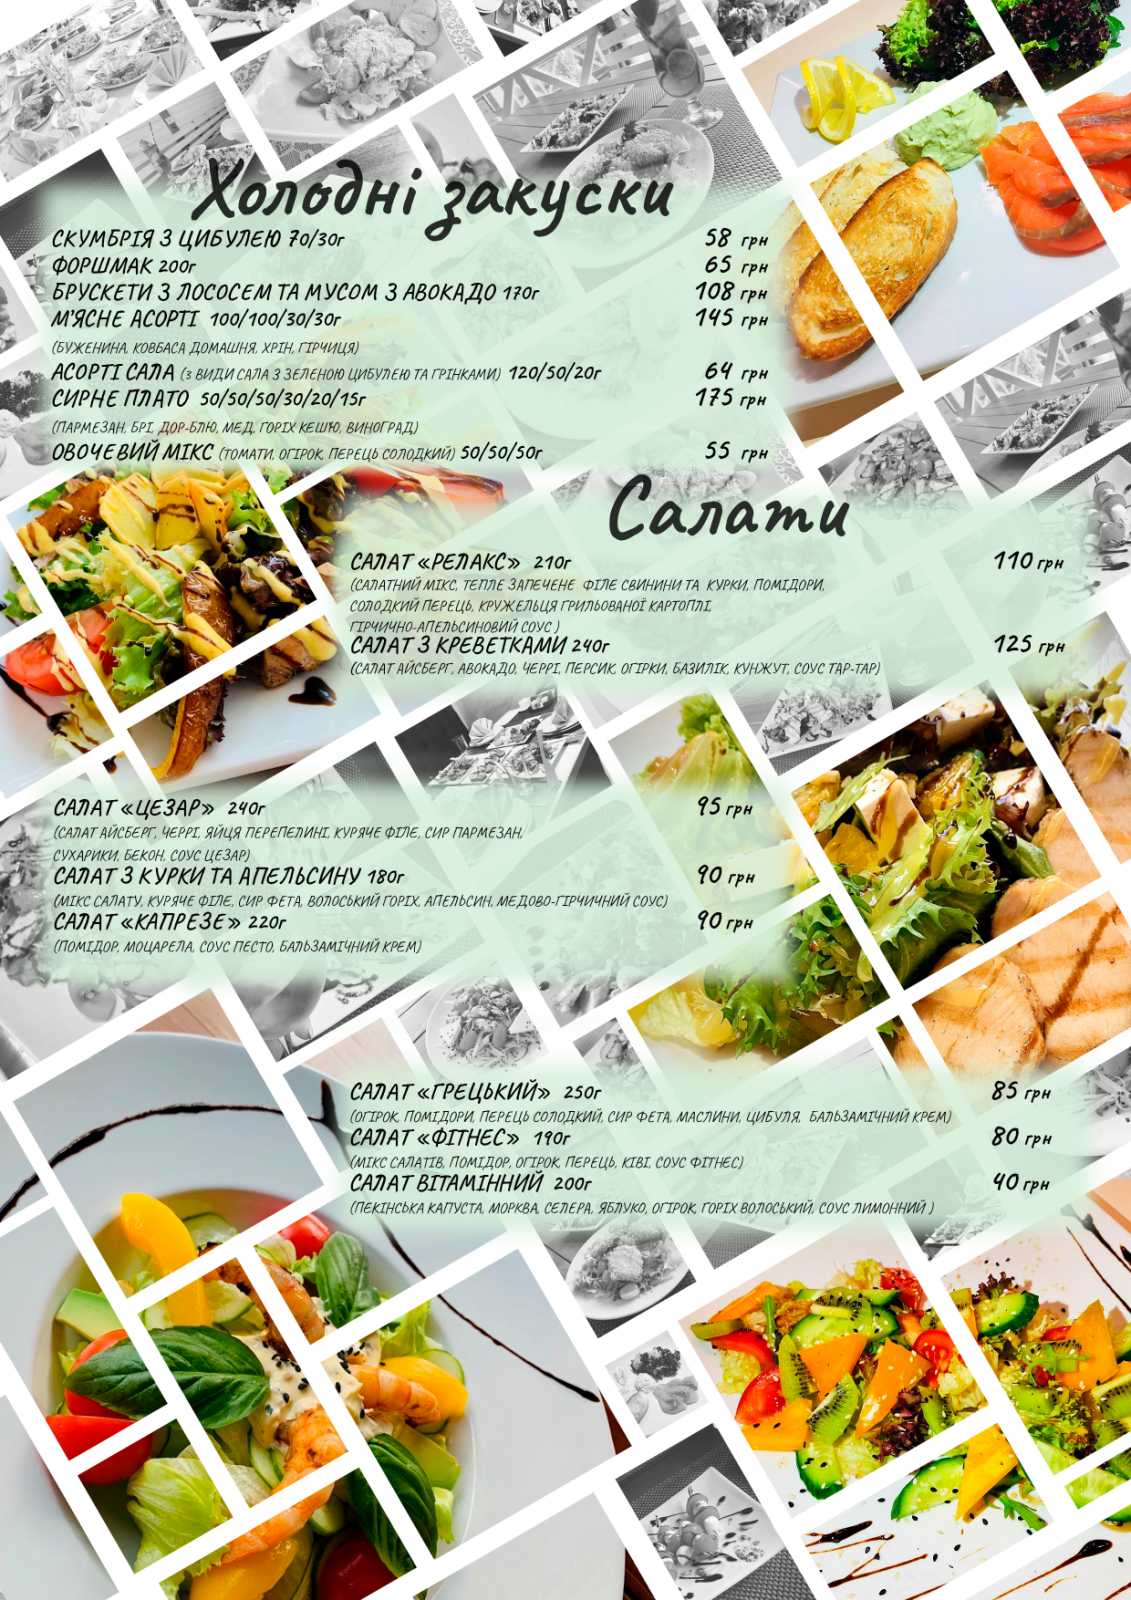 Холодні закуски
СКУМБРІЯ З ЦИБУЛЕЮ 70/30г 58 грн
ФОРШМАК 200г 65 грн
БРУСКЕТИ З ЛОСОСЕМ ТА МУСОМ З АВОКАДО 170г 108 грн
М'ЯСНЕ АСОРТІ 100/100/30/30г 145 грн
(БУЖЕНИНА, КОВБАСА ДОМАШНЯ, ХРІН, ГІРЧИЦЯ)
АСОРТІ САЛА (3 ВИДИ САЛА З ЗЕЛЕНОЮ ЦИБУЛЕЮ ТА ГРІНКАМИ) 120/50/20г 64 грн
СИРНЕ ПЛАТО 50/50/50/30/20/15г 175 грн
(ПАРМЕЗАН, БРІ, ДОР-БЛЮ, МЕД, ГОРІХ КЕШ'Ю, ВИНОГРАД)
ОВОЧЕВИЙ МІКС (ТОМАТИ, ОГІРОК, ПЕРЕЦЬ СОЛОДКИЙ) 50/50/50г 55 грн
Салати
САЛАТ «РЕЛАКС» 210г 110 грн
(САЛАТНИЙ МІКС, ТЕПЛЕ ЗАПЕЧЕНЕ ФІЛЕ СВИНИНИ ТА КУРКИ, ПОМІДОРИ,
СОЛОДКИЙ ПЕРЕЦЬ, КРУЖЕЛЬЦЯ ГРИЛЬОВАНОЇ КАРТОПЛІ,
ГІРЧИЧНО-АПЕЛЬСИНОВИЙ СОУС )
САЛАТ З КРЕВЕТКАМИ 240г 125 грн
(САЛАТ АЙСБЕРГ, АВОКАДО, ЧЕРРІ, ПЕРСИК, ОГІРКИ, БАЗИЛІК, КУНЖУТ, СОУС ТАР-ТАР)
САЛАТ «ЦЕЗАР» 240г 95 грн
(САЛАТ АЙСБЕРГ, ЧЕРРІ, ЯЙЦЯ ПЕРЕПЕЛИНІ, КУРЯЧЕ ФІЛЕ, СИР ПАРМЕЗАН,
СУХАРИКИ, БЕКОН, СОУС ЦЕЗАР)
САЛАТ З КУРКИ ТА АПЕЛЬСИНУ 180г 90 грн
(МІКС САЛАТУ, КУРЯЧЕ ФІЛЕ, СИР ФЕТА, ВОЛОСЬКИЙ ГОРІХ, АПЕЛЬСИН, МЕДОВО-ГІРЧИЧНИЙ СОУС)
САЛАТ «КАПРЕЗЕ» 220г 90 грн
(ПОМІДОР, МОЦАРЕЛА, СОУС ПЕСТО, БАЛЬЗАМІЧНИЙ КРЕМ)
САЛАТ «ГРЕЦЬКИЙ» 250г 85 грн
(ОГІРОК, ПОМІДОРИ, ПЕРЕЦЬ СОЛОДКИЙ, СИР ФЕТА, МАСЛИНИ, ЦИБУЛЯ, БАЛЬЗАМІЧНИЙ КРЕМ)
САЛАТ «ФІТНЕС» 190г 80 грн
(МІКС САЛАТІВ, ПОМІДОР, ОГІРОК, ПЕРЕЦЬ, КІВІ, СОУС ФІТНЕС)
САЛАТ ВІТАМІННИЙ 200г 40 грн
(ПЕКІНСЬКА КАПУСТА, МОРКВА, СЕЛЕРА, ЯБЛУКО, ОГІРОК, ГОРІХ ВОЛОСЬКИЙ, СОУС ЛИМОННИЙ )